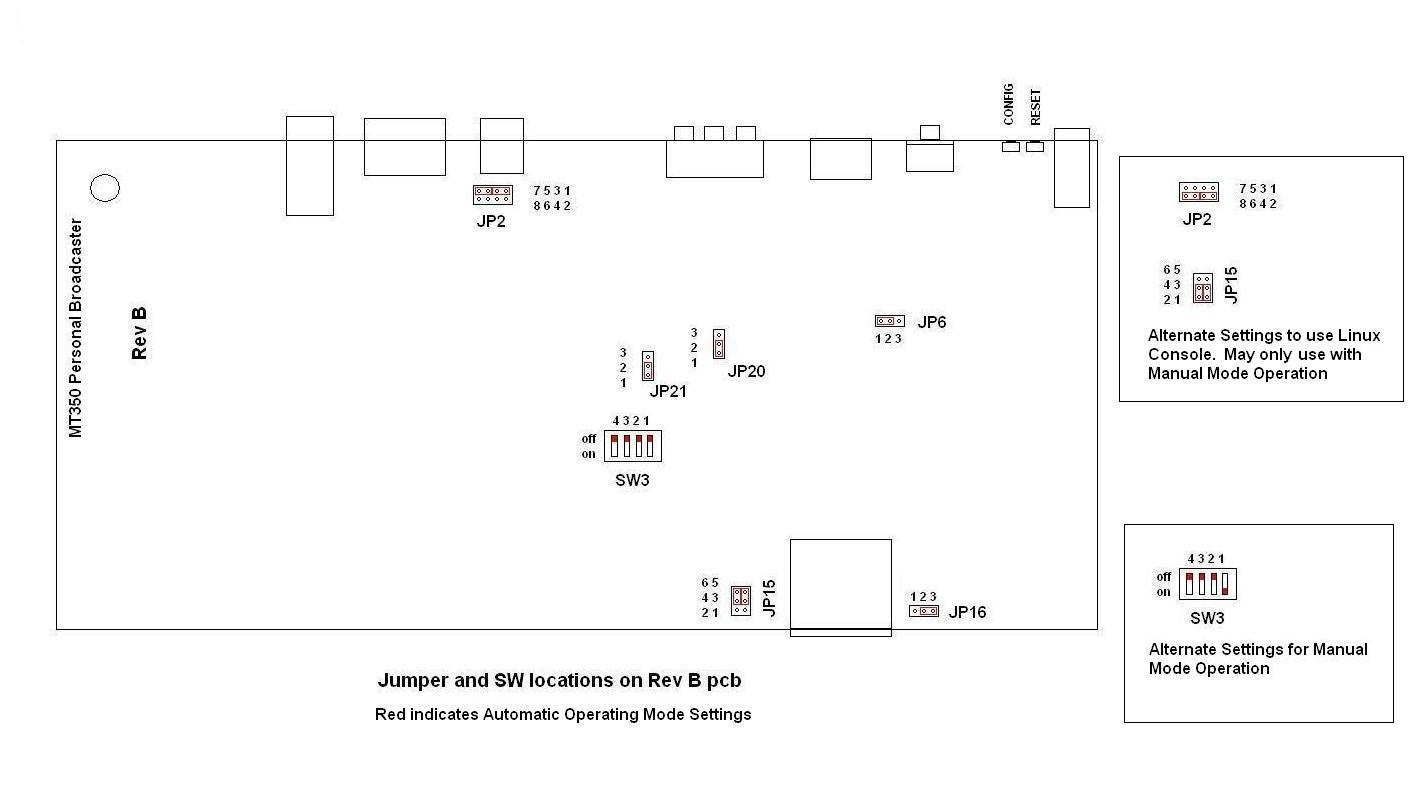 CONFIG
RESET
7 5 3 1
8 6 4 2
JP2
MT350 Personal Broadcaster
Rev B
JP6
1 2 3
3
2
1
JP20
3
2
1
JP21
4 3 2 1
off
on
SW3
6 5
4 3
2 1
JP15
1 2 3
JP16
Jumper and SW locations on Rev B pcb
Red indicates Automatic Operating Mode Settings
7 5 3 1
8 6 4 2
JP2
6 5
4 3
2 1
JP15
Alternate Settings to use Linux
Console. May only use with
Manual Mode Operation
4 3 2 1
off
on
SW3
Alternate Settings for Manual
Mode Operation